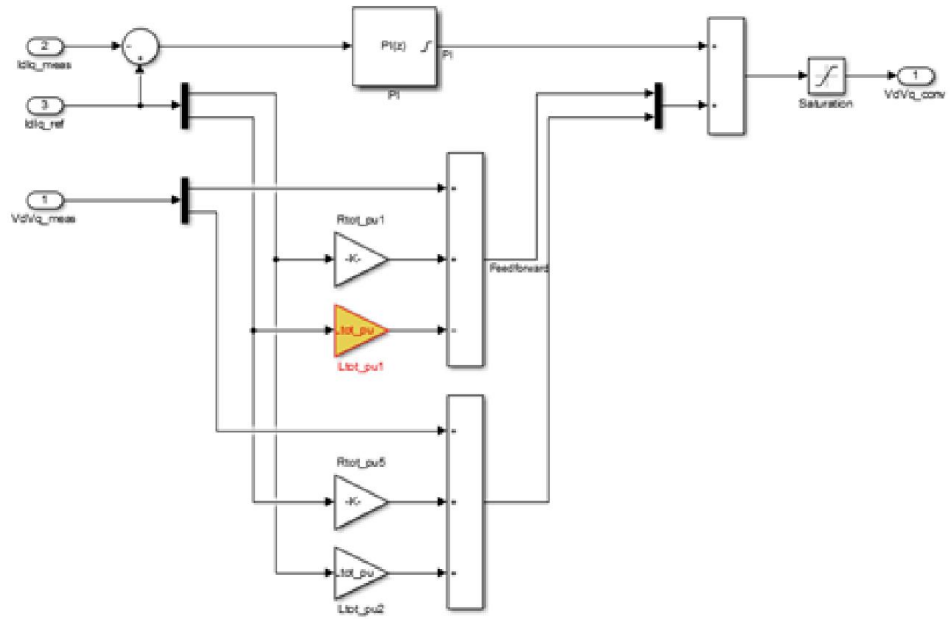 2
IdIq_meas
3
IdIq_ref
1
VdVq_meas
PI(z)
PI
PI
Saturation
1
VdVq_conv
Rtot_pu1
-K-
Feedforward
Ltot_pu
Ltot_pu1
Rtot_pu5
-K-
Ltot_pu
Ltot_pu2